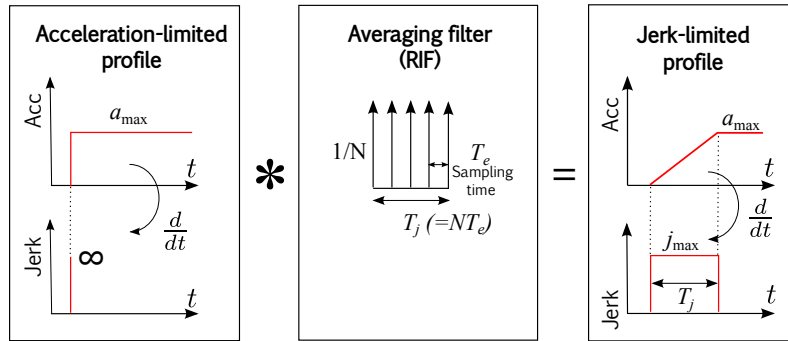 Acceleration-limited
profile
Acc
a_max
t
d/dt
Jerk
∞
t
*
Averaging filter
(RIF)
1/N
T_e
Sampling
time
T_j (=NT_e)
=
Jerk-limited
profile
Acc
a_max
t
d/dt
Jerk
j_max
T_j
t